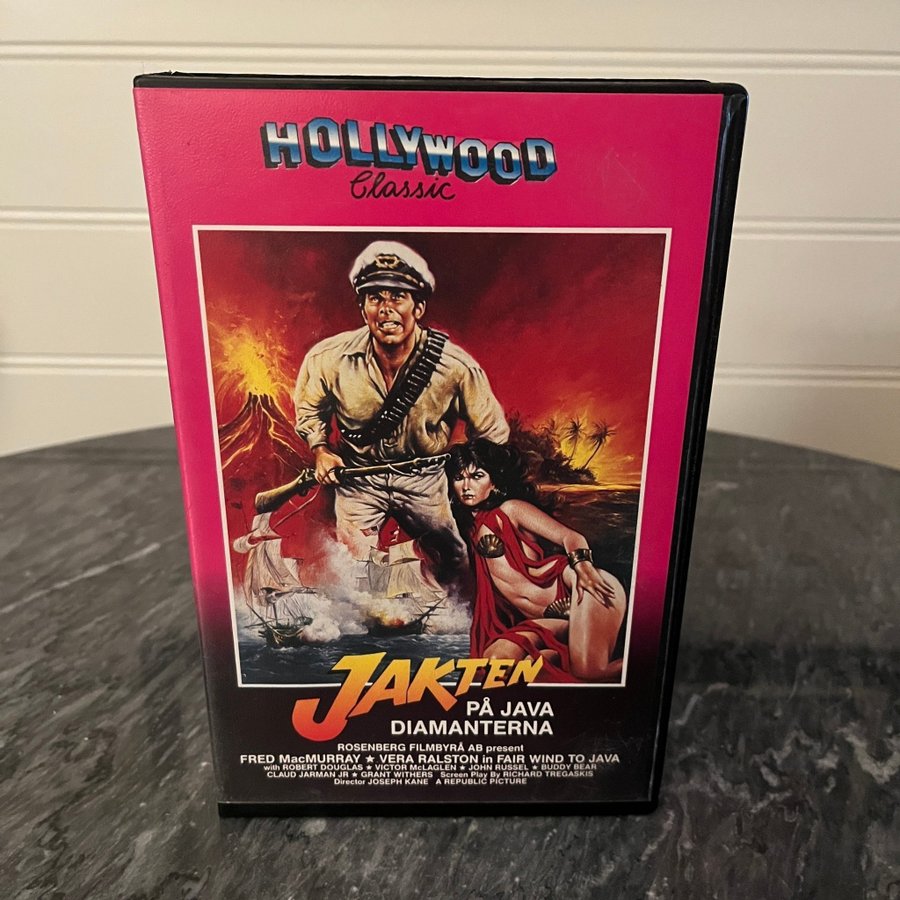 HOLLYWOOD
Classic
JAKTEN
PÅ JAVA
DIAMANTERNA
ROSENBERG FILMBYRÅ AB present
FRED MacMURRAY ★ VERA RALSTON in FAIR WIND TO JAVA
with ROBERT DOUGLAS ★ VICTOR McLAGLEN ★ JOHN RUSSEL ★ BUDDY BEAR
CLAUD JARMAN JR ★ GRANT WITHERS Screen Play By RICHARD TREGASKIS
Director JOSEPH KANE A REPUBLIC PICTURE